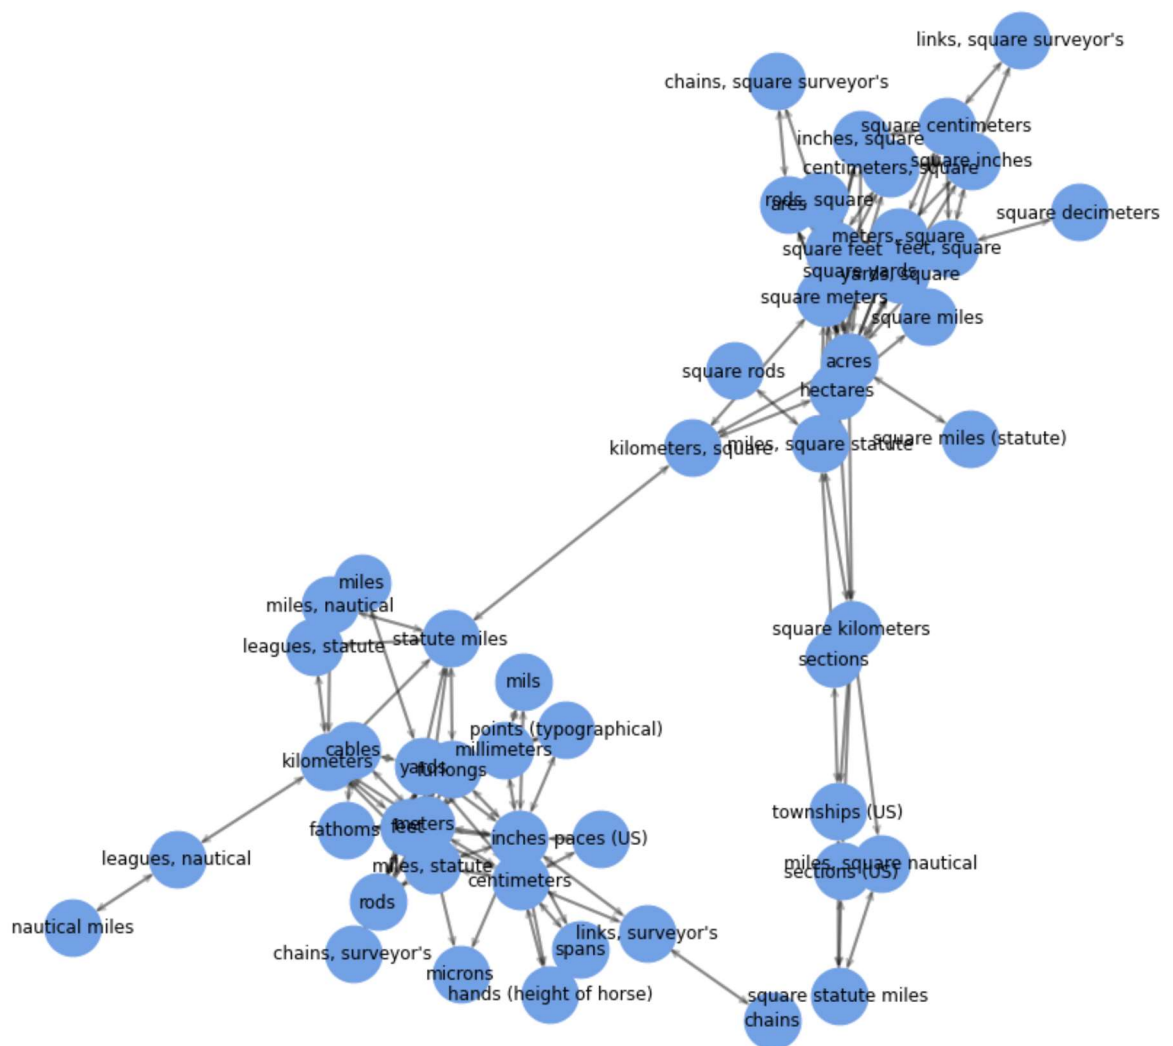 links, square surveyor's
chains, square surveyor's
square centimeters
inches, square
square inches
centimeters, square
rods, square
ares
square decimeters
meters, square
square feet
feet, square
square yards
yards, square
square meters
square miles
acres
square rods
hectares
square miles (statute)
miles, square statute
kilometers, square
miles
miles, nautical
square kilometers
statute miles
leagues, statute
sections
mils
points (typographical)
cables
millimeters
kilometers
yards
furlongs
townships (US)
meters
fathoms
feet
inches
paces (US)
leagues, nautical
miles, square nautical
miles, statute
sections (US)
centimeters
rods
nautical miles
links, surveyor's
spans
chains, surveyor's
microns
hands (height of horse)
square statute miles
chains